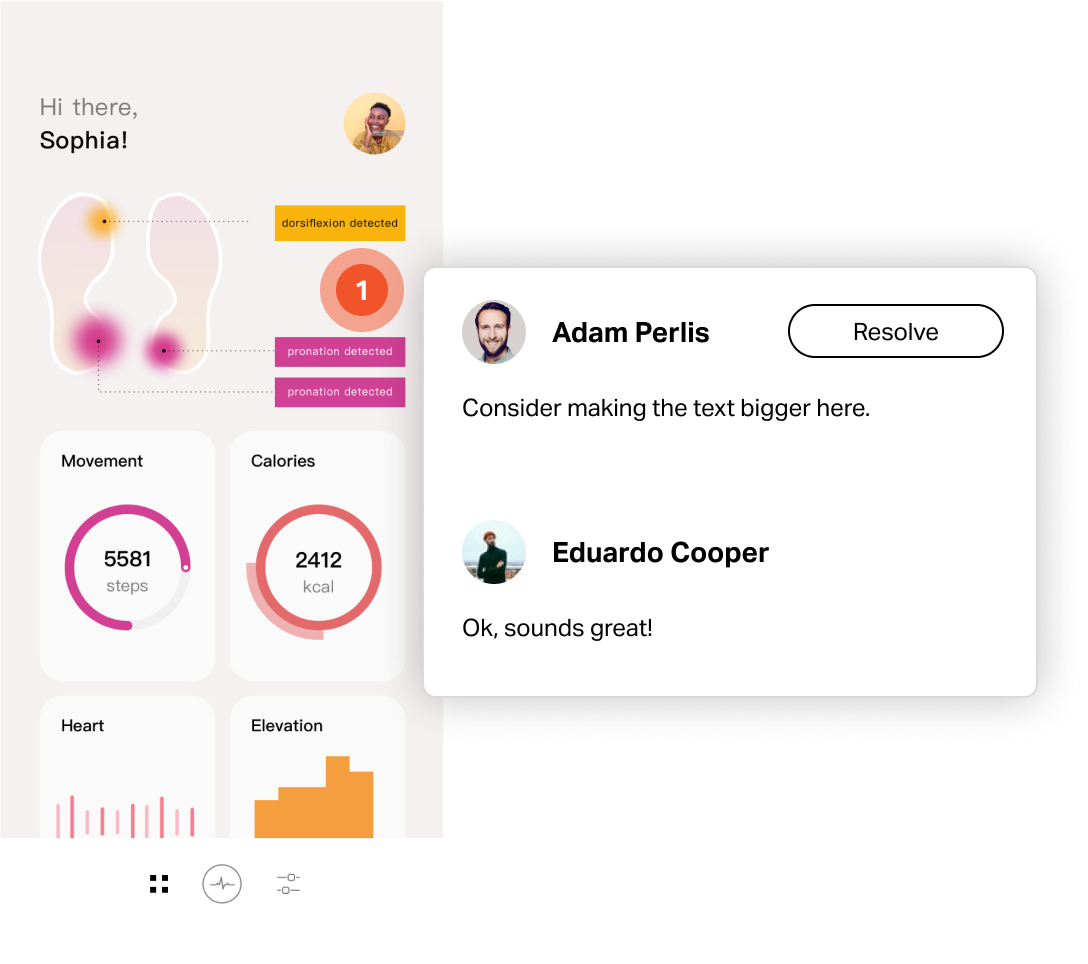 Hi there,
Sophia!
dorsiflexion detected
1
pronation detected
pronation detected
Movement
5581
steps
Calories
2412
kcal
Heart
Elevation
Adam Perlis
Resolve
Consider making the text bigger here.
Eduardo Cooper
Ok, sounds great!